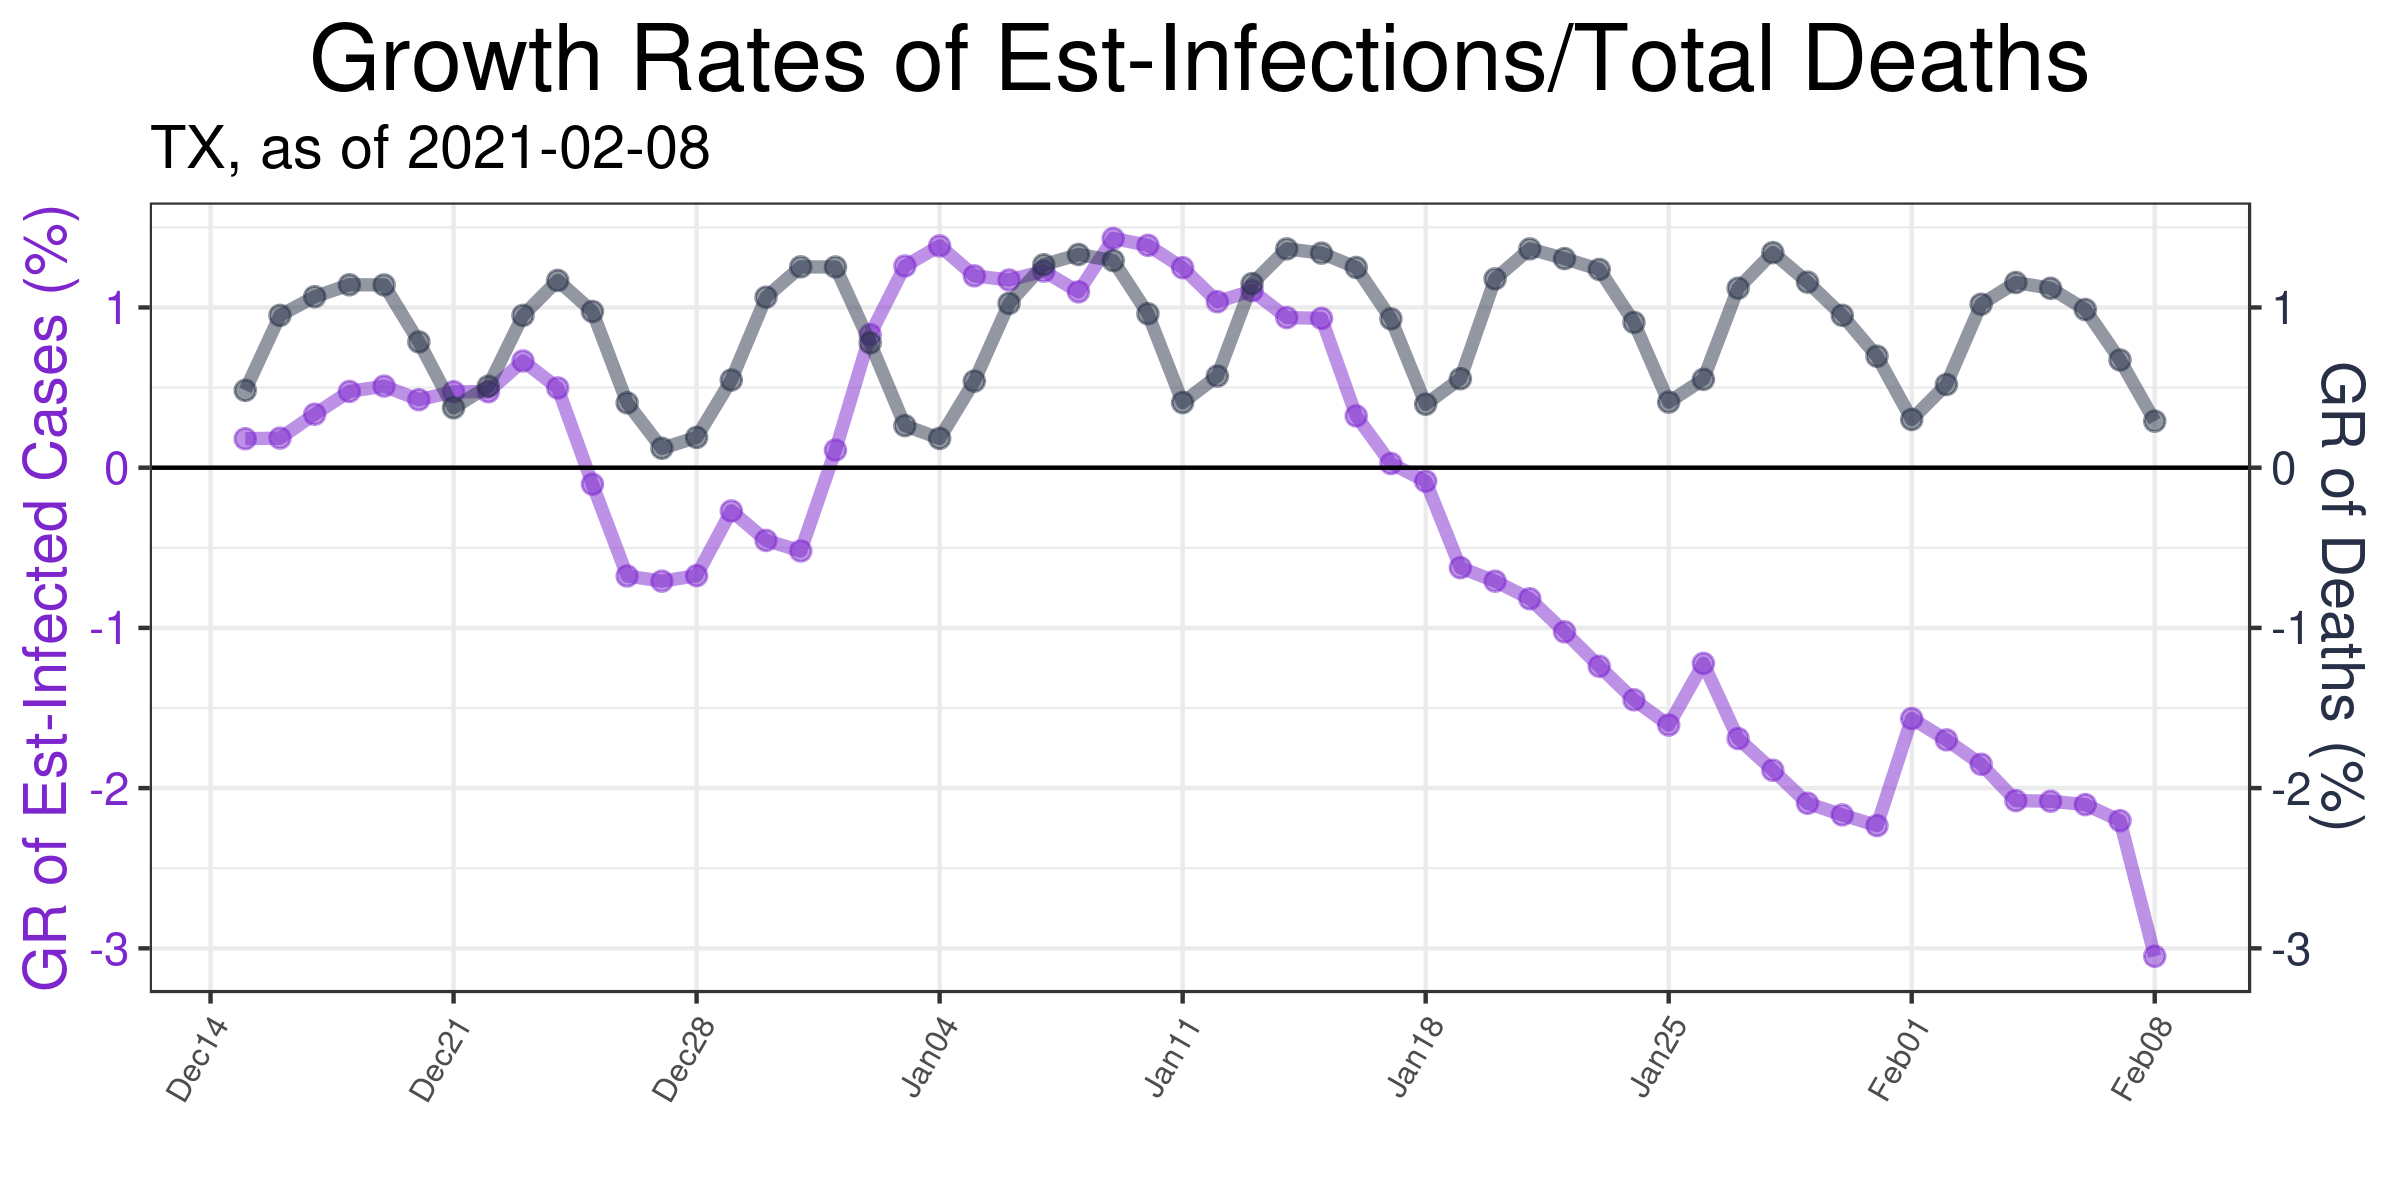 Growth Rates of Est-Infections/Total Deaths
TX, as of 2021-02-08
GR of Est-Infected Cases (%)
1
0
-1
-2
-3
1
0
-1
-2
-3
GR of Deaths (%)
Dec14
Dec21
Dec28
Jan04
Jan11
Jan18
Jan25
Feb01
Feb08